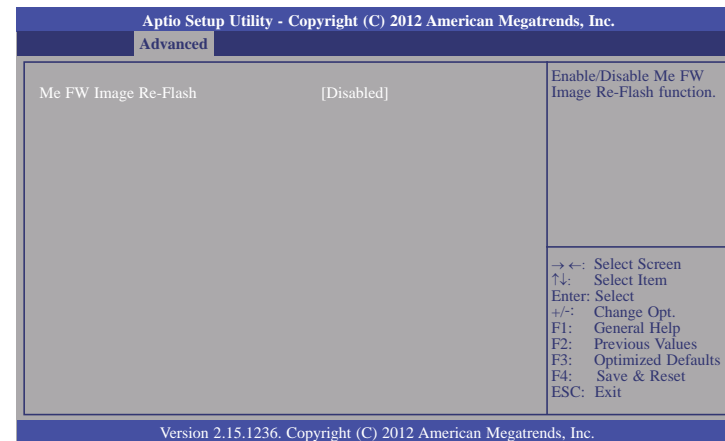 Aptio Setup Utility - Copyright (C) 2012 American Megatrends, Inc.
Advanced
Me FW Image Re-Flash [Disabled]
Enable/Disable Me FW
Image Re-Flash function.
→←: Select Screen
↑↓: Select Item
Enter: Select
+/-: Change Opt.
F1: General Help
F2: Previous Values
F3: Optimized Defaults
F4: Save & Reset
ESC: Exit
Version 2.15.1236. Copyright (C) 2012 American Megatrends, Inc.